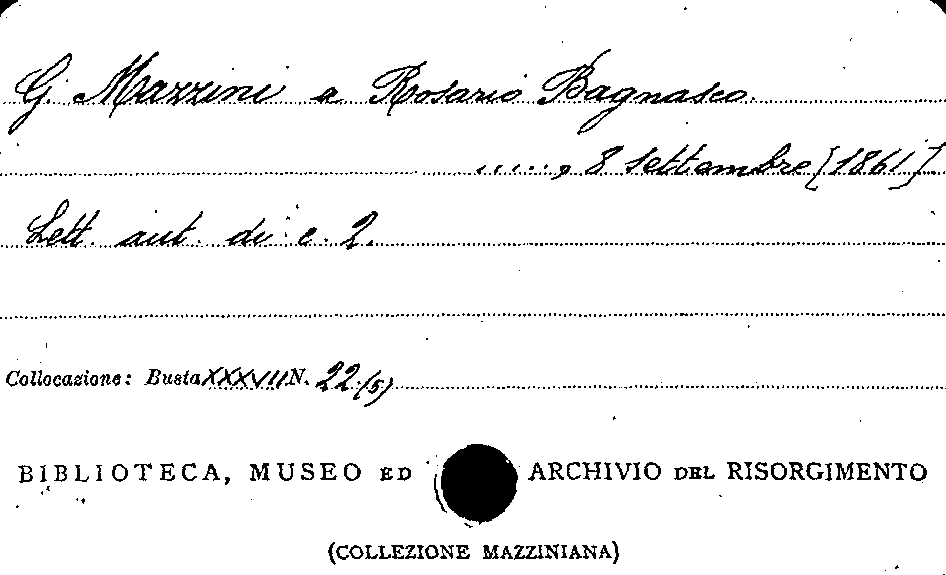 G. Mazzini a Rosario Bagnasco.
....., 8 settembre [1861]
Lett. aut. di c. 2.
Collocazione: Busta XXXVII N. 22 (5)
BIBLIOTECA, MUSEO ED ARCHIVIO DEL RISORGIMENTO
(COLLEZIONE MAZZINIANA)